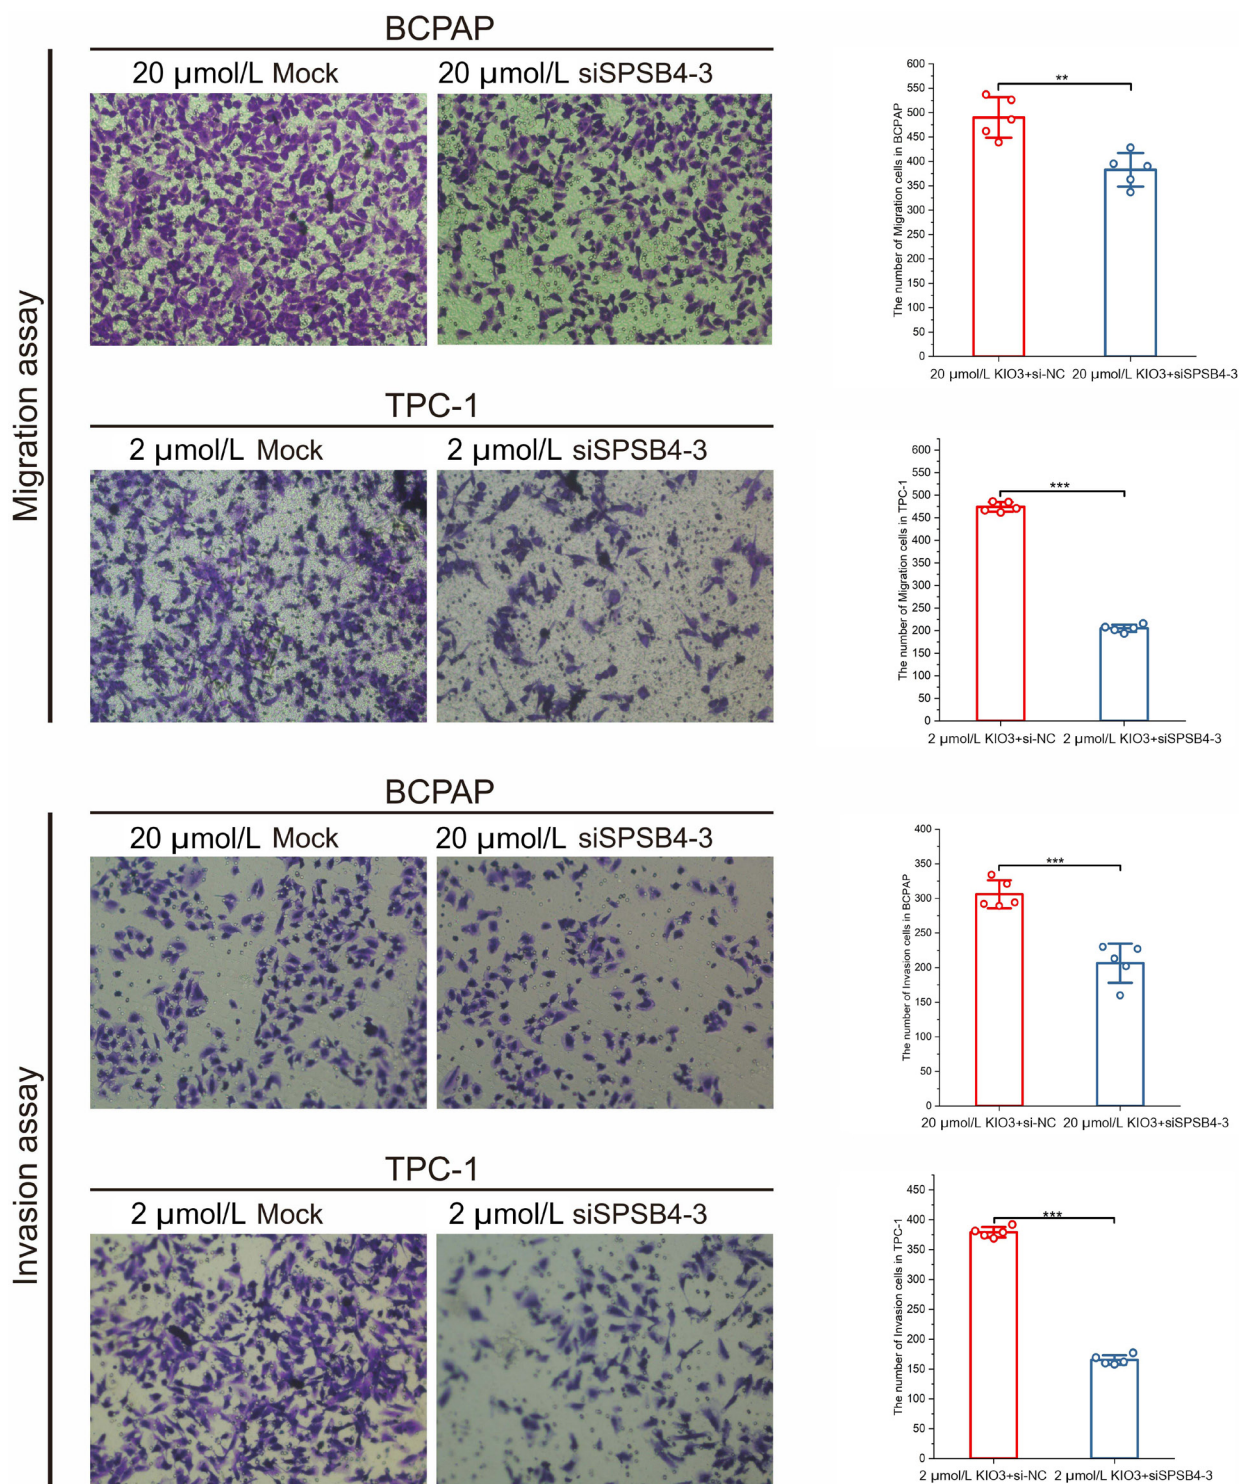 BCPAP
20 µmol/L Mock
20 µmol/L siSPSB4-3
Migration assay
TPC-1
2 µmol/L Mock
2 µmol/L siSPSB4-3
The number of Migration cells in BCPAP
600
550
500
450
400
350
300
250
200
150
100
50
0
**
20 µmol/L KIO3+si-NC 20 µmol/L KIO3+siSPSB4-3
The number of Migration cells in TPC-1
600
550
500
450
400
350
300
250
200
150
100
50
0
***
2 µmol/L KIO3+si-NC 2 µmol/L KIO3+siSPSB4-3
BCPAP
20 µmol/L Mock
20 µmol/L siSPSB4-3
Invasion assay
TPC-1
2 µmol/L Mock
2 µmol/L siSPSB4-3
The number of Invasion cells in BCPAP
400
350
300
250
200
150
100
50
0
***
20 µmol/L KIO3+si-NC 20 µmol/L KIO3+siSPSB4-3
The number of Invasion cells in TPC-1
450
400
350
300
250
200
150
100
50
0
***
2 µmol/L KIO3+si-NC 2 µmol/L KIO3+siSPSB4-3